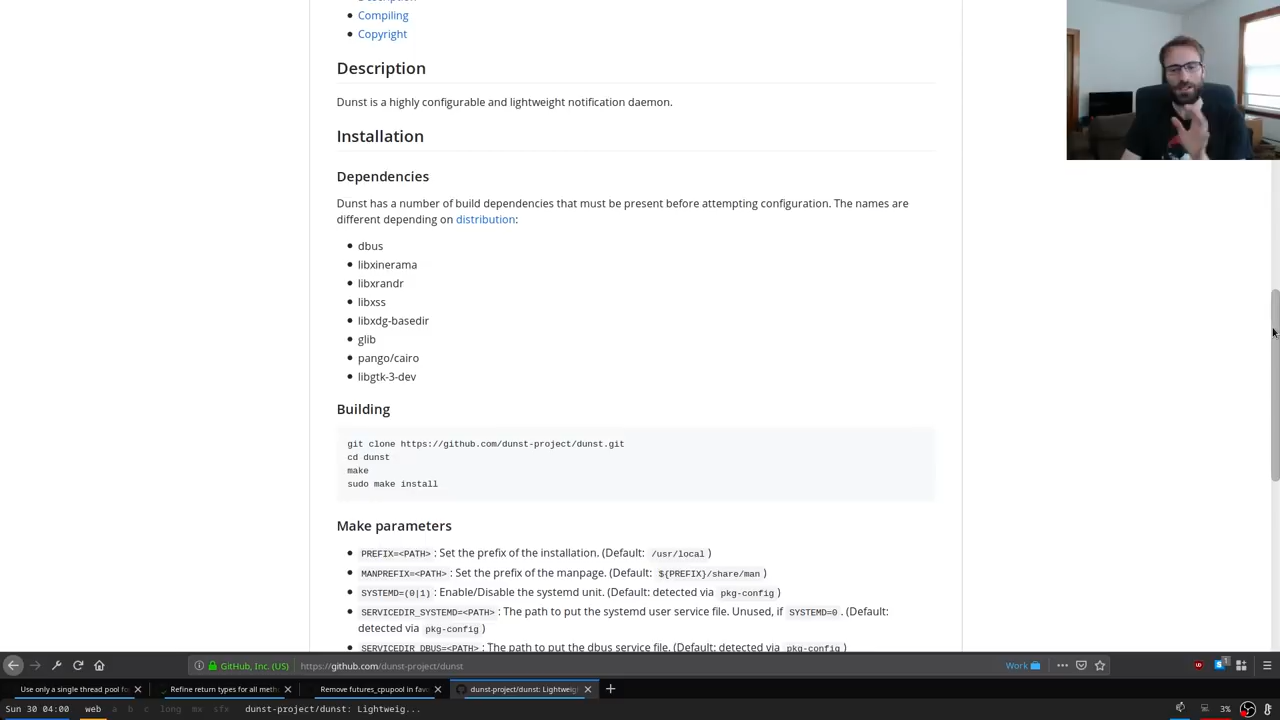 Compiling
Copyright
Description
Dunst is a highly configurable and lightweight notification daemon.
Installation
Dependencies
Dunst has a number of build dependencies that must be present before attempting configuration. The names are
different depending on distribution:
dbus
libxinerama
libxrandr
libxss
libxdg-basedir
glib
pango/cairo
libgtk-3-dev
Building
git clone https://github.com/dunst-project/dunst.git
cd dunst
make
sudo make install
Make parameters
PREFIX=<PATH> : Set the prefix of the installation. (Default: /usr/local )
MANPREFIX=<PATH> : Set the prefix of the manpage. (Default: ${PREFIX}/share/man )
SYSTEMD=(0|1) : Enable/Disable the systemd unit. (Default: detected via pkg-config )
SERVICEDIR_SYSTEMD=<PATH> : The path to put the systemd user service file. Unused, if SYSTEMD=0 . (Default:
detected via pkg-config )
SERVICEDIR_DBUS=<PATH> : The path to put the dbus service file. (Default: detected via pkg-config )
GitHub, Inc. (US) https://github.com/dunst-project/dunst Work
Use only a single thread pool fo
Refine return types for all meth
Remove futures_cpupool in fav
dunst-project/dunst: Lightweig
Sun 30 04:00 web a b c long mx sfx dunst-project/dunst: Lightweig... 3%